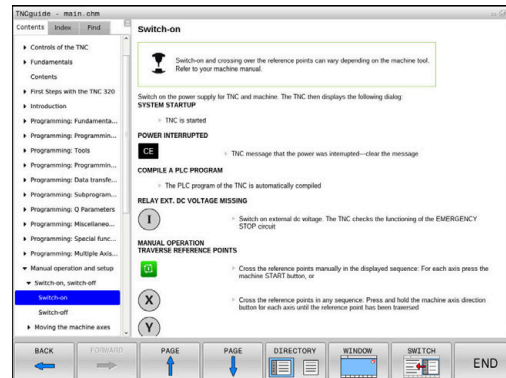 TNCguide - main.chm
Contents Index Find
Controls of the TNC
Fundamentals
Contents
First Steps with the TNC 320
Introduction
Programming: Fundamenta...
Programming: Programmin...
Programming: Tools
Programming: Programmin...
Programming: Data transfe...
Programming: Subprogram...
Programming: Q Parameters
Programming: Miscellaneo...
Programming: Special func...
Programming: Multiple Axis...
Manual operation and setup
Switch-on, switch-off
Switch-on
Switch-off
Moving the machine axes
Switch-on
Switch-on and crossing over the reference points can vary depending on the machine tool.
Refer to your machine manual.
Switch on the power supply for TNC and machine. The TNC then displays the following dialog:
SYSTEM STARTUP
TNC is started
POWER INTERRUPTED
CE
TNC message that the power was interrupted—clear the message
COMPILE A PLC PROGRAM
The PLC program of the TNC is automatically compiled
RELAY EXT. DC VOLTAGE MISSING
I
Switch on external dc voltage. The TNC checks the functioning of the EMERGENCY
STOP circuit
MANUAL OPERATION
TRAVERSE REFERENCE POINTS
Cross the reference points manually in the displayed sequence: For each axis press the
machine START button, or
X
Cross the reference points in any sequence: Press and hold the machine axis direction
button for each axis until the reference point has been traversed
Y
BACK FORWARD PAGE PAGE DIRECTORY WINDOW SWITCH END